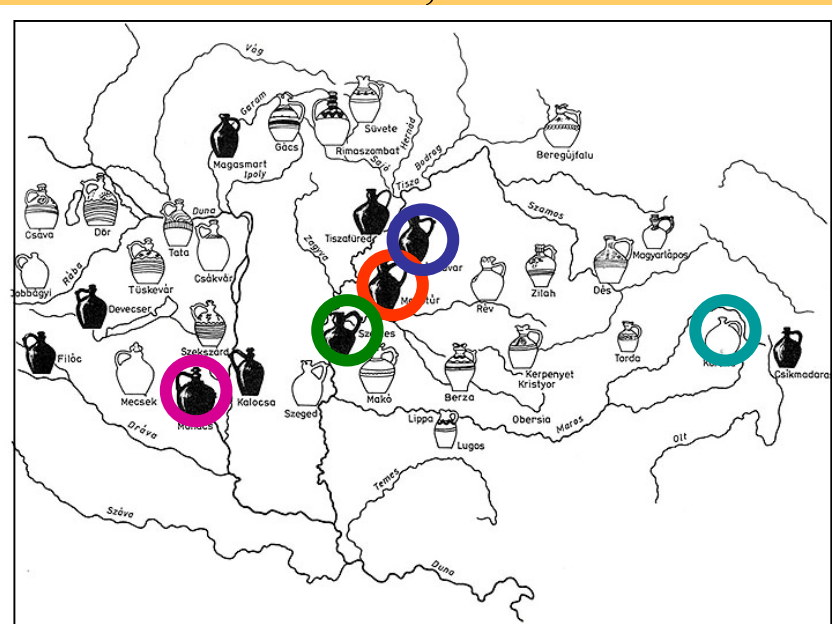 Vág
Garam
Gács
Rimaszombat
Süvete
Hernád
Sajó
Bodrog
Beregújfalu
Magasmart
Ipoly
Tisza
Csáva
Dör
Duna
Tata
Csákvár
Tiszafüred
Zagyva
Szamos
Magyarlápos
Rába
Tüskevár
Devecser
Rév
Zilah
Dés
Szekszárd
Filóc
Mecsek
Kalocsa
Szeged
Makó
Berza
Kerpenyet
Kristyor
Torda
Csíkmadaras
Dráva
Lippa
Lugos
Obersia
Maros
Olt
Temes
Száva
Duna